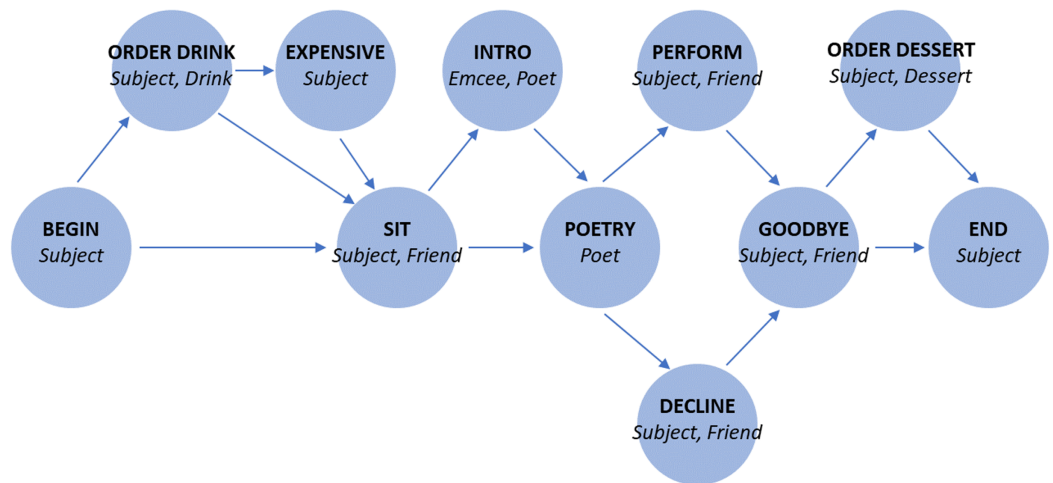 ORDER DRINK
Subject, Drink
EXPENSIVE
Subject
INTRO
Emcee, Poet
PERFORM
Subject, Friend
ORDER DESSERT
Subject, Dessert
BEGIN
Subject
SIT
Subject, Friend
POETRY
Poet
GOODBYE
Subject, Friend
END
Subject
DECLINE
Subject, Friend